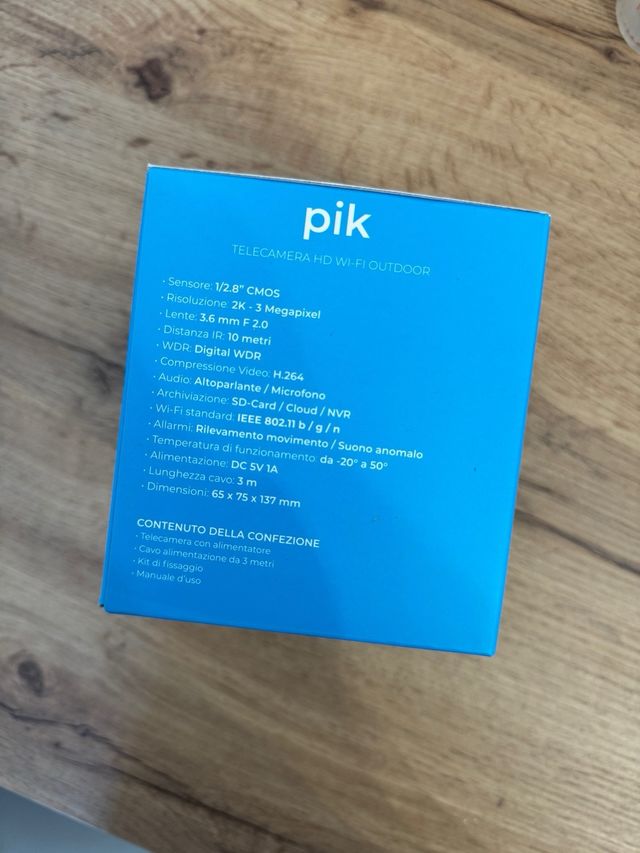 pik
TELECAMERA HD WI-FI OUTDOOR
• Sensore: 1/2.8” CMOS
• Risoluzione: 2K - 3 Megapixel
• Lente: 3.6 mm F 2.0
• Distanza IR: 10 metri
• WDR: Digital WDR
• Compressione Video: H.264
• Audio: Altoparlante / Microfono
• Archiviazione: SD-Card / Cloud / NVR
• Wi-Fi standard: IEEE 802.11 b / g / n
• Allarmi: Rilevamento movimento / Suono anomalo
• Temperatura di funzionamento: da -20° a 50°
• Alimentazione: DC 5V 1A
• Lunghezza cavo: 3 m
• Dimensioni: 65 x 75 x 137 mm
CONTENUTO DELLA CONFEZIONE
• Telecamera con alimentatore
• Cavo alimentazione da 3 metri
• Kit di fissaggio
• Manuale d’uso